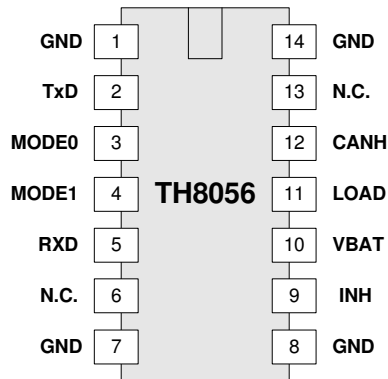 GND 1 14 GND
TxD 2 13 N.C.
MODE0 3 12 CANH
MODE1 4 TH8056 11 LOAD
RXD 5 10 VBAT
N.C. 6 9 INH
GND 7 8 GND